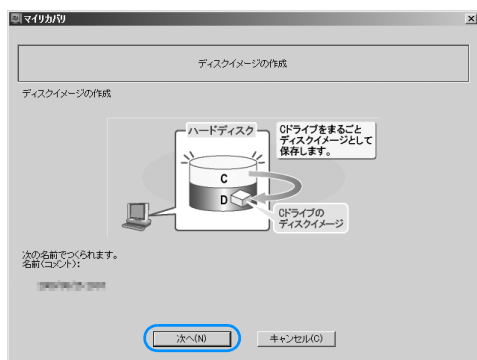 マイリカバリ
ディスクイメージの作成
ディスクイメージの作成
ハードディスク
Cドライブをまるごと
ディスクイメージとして
保存します。
C
D
Cドライブの
ディスクイメージ
次の名前でつくられます。
名前(コメント):
次へ(N)
キャンセル(C)